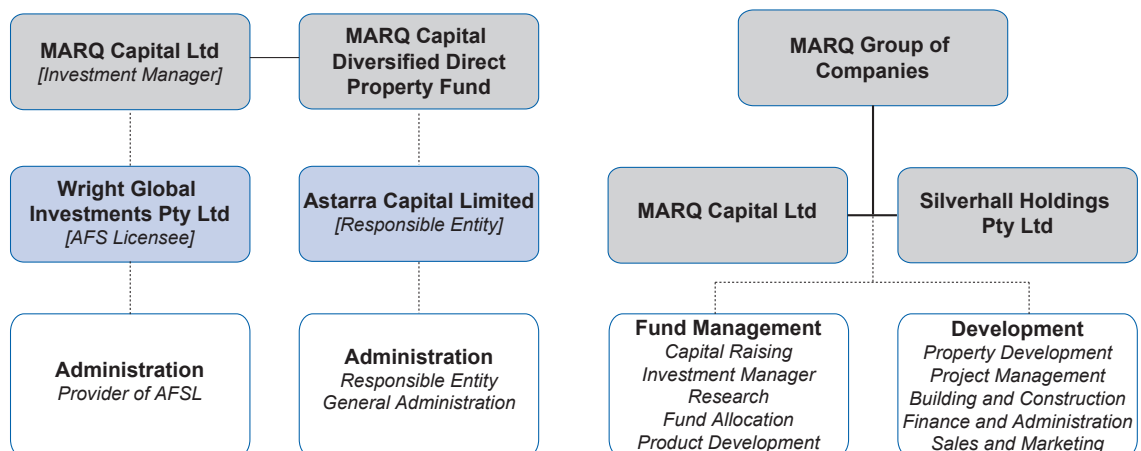 MARQ Capital Ltd
[Investment Manager]
MARQ Capital
Diversified Direct
Property Fund
Wright Global
Investments Pty Ltd
[AFS Licensee]
Astarra Capital Limited
[Responsible Entity]
Administration
Provider of AFSL
Administration
Responsible Entity
General Administration
MARQ Group of
Companies
MARQ Capital Ltd
Silverhall Holdings
Pty Ltd
Fund Management
Capital Raising
Investment Manager
Research
Fund Allocation
Product Development
Development
Property Development
Project Management
Building and Construction
Finance and Administration
Sales and Marketing